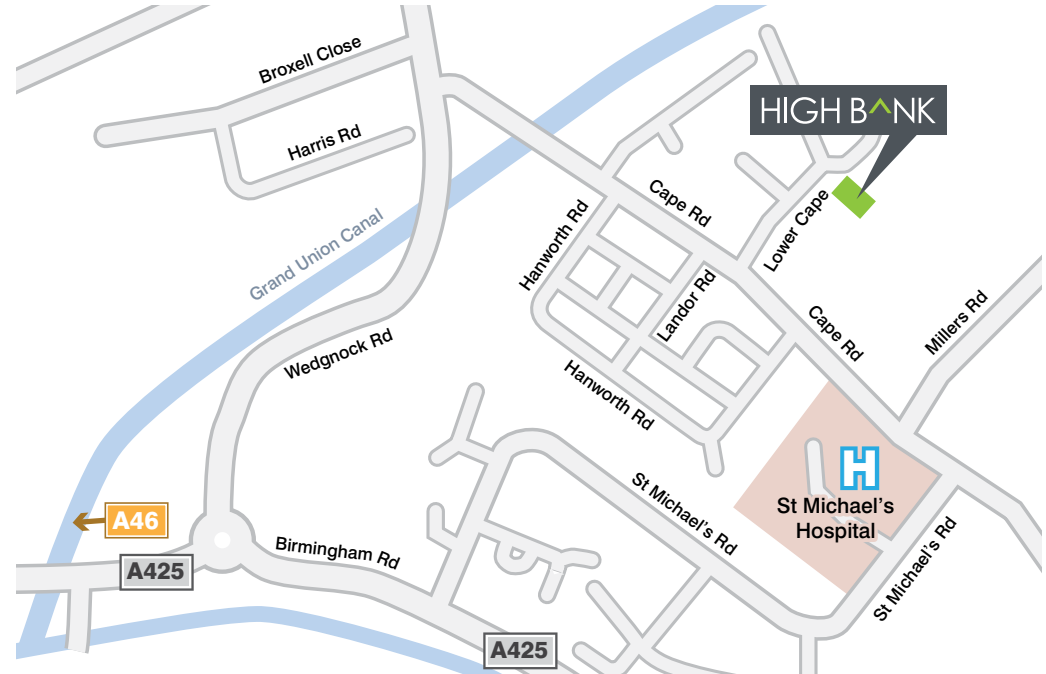 Broxell Close
HIGH B^NK
Harris Rd
Cape Rd
Lower Cape
Hanworth Rd
Grand Union Canal
Landor Rd
Cape Rd
Millers Rd
Wedgnock Rd
Hanworth Rd
St Michael's Rd
H
St Michael's
Hospital
A46
St Michael's Rd
Birmingham Rd
A425
A425